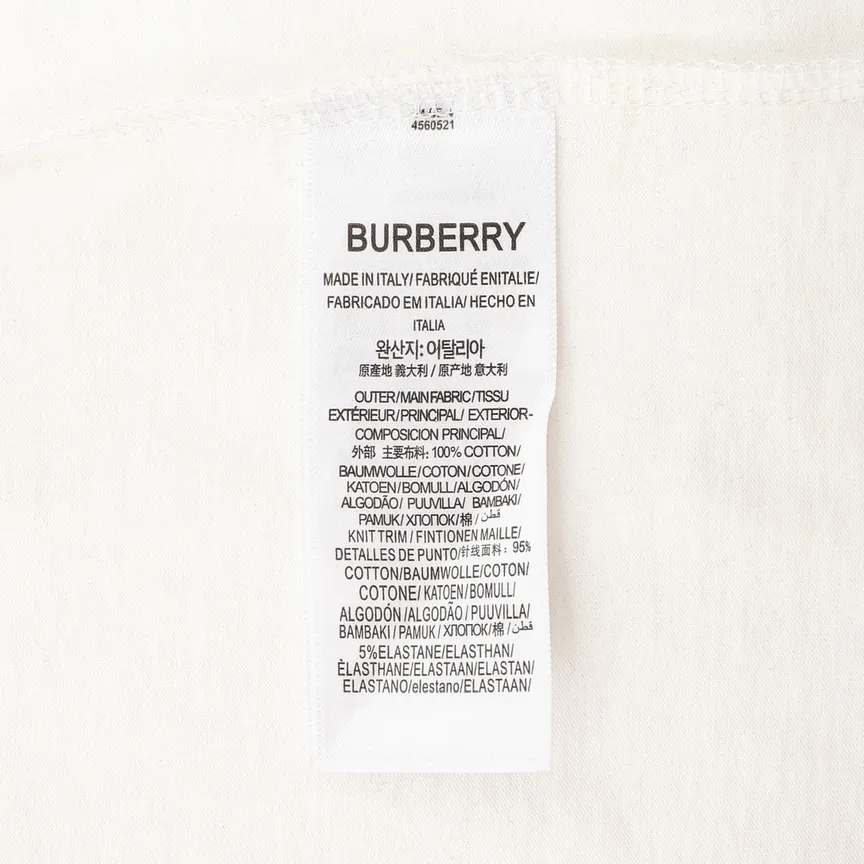 4560521
BURBERRY
MADE IN ITALY/ FABRIQUÉ ENITALIE/
FABRICADO EM ITALIA/ HECHO EN
ITALIA
완산지: 이탈리아
原產地 義大利 / 原产地 意大利
OUTER/MAIN FABRIC/TISSU
EXTÉRIEUR/PRINCIPAL/ EXTERIOR-
COMPOSICION PRINCIPAL/
外部 主要布料: 100% COTTON/
BAUMWOLLE/COTON/COTONE/
KATOEN/BOMULL/ALGODÓN/
ALGODÃO/ PUUVILLA/ BAMBAKI/
PAMUK/ ХЛОПОК/棉 / قطن
KNIT TRIM / FINTIONEN MAILLE/
DETALLES DE PUNTO/针线面料: 95%
COTTON/BAUMWOLLE/COTON/
COTONE/ KATOEN/BOMULL/
ALGODÓN /ALGODÃO / PUUVILLA/
BAMBAKI / PAMUK / ХЛОПОК/棉 / قطن
5%ELASTANE/ELASTHAN/
ÈLASTHANE/ELASTAAN/ELASTAN/
ELASTANO/elestano/ELASTAAN/